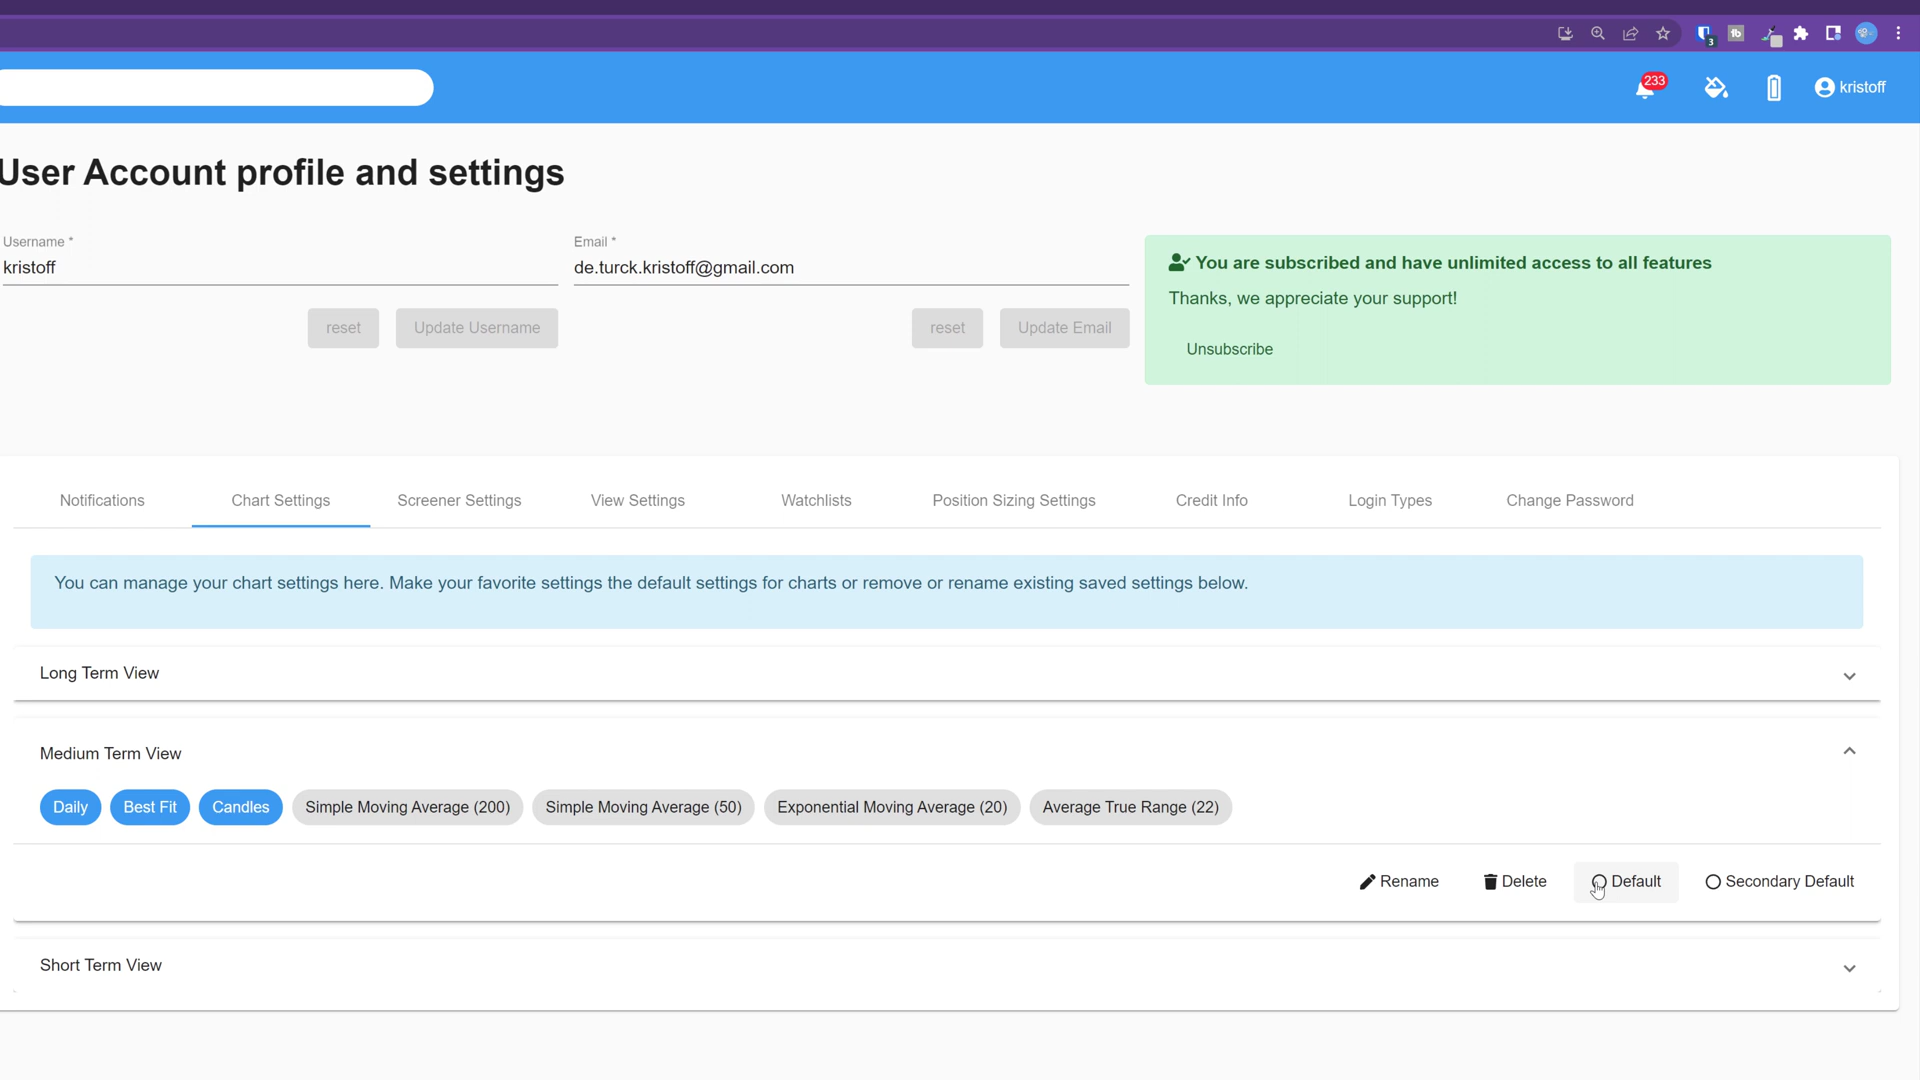 3
fb
233
kristoff
User Account profile and settings
Username *
kristoff
Email *
de.turck.kristoff@gmail.com
reset
Update Username
reset
Update Email
You are subscribed and have unlimited access to all features
Thanks, we appreciate your support!
Unsubscribe
Notifications
Chart Settings
Screener Settings
View Settings
Watchlists
Position Sizing Settings
Credit Info
Login Types
Change Password
You can manage your chart settings here. Make your favorite settings the default settings for charts or remove or rename existing saved settings below.
Long Term View
Medium Term View
Daily
Best Fit
Candles
Simple Moving Average (200)
Simple Moving Average (50)
Exponential Moving Average (20)
Average True Range (22)
Rename
Delete
Default
Secondary Default
Short Term View